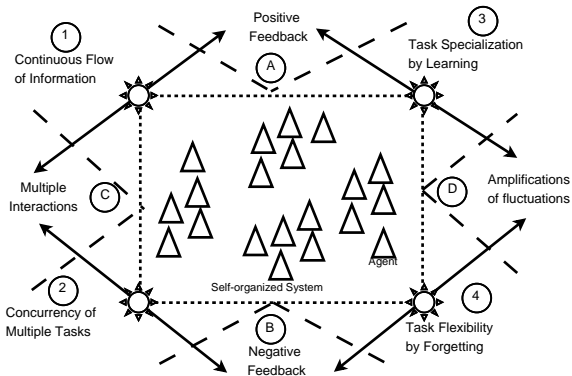 1
Positive
Feedback
3
Continuous Flow
of Information
Task Specialization
by Learning
A
Multiple
Interactions
C
D
Amplifications
of fluctuations
Agent
2
Self-organized System
4
Concurrency of
Multiple Tasks
B
Task Flexibility
by Forgetting
Negative
Feedback